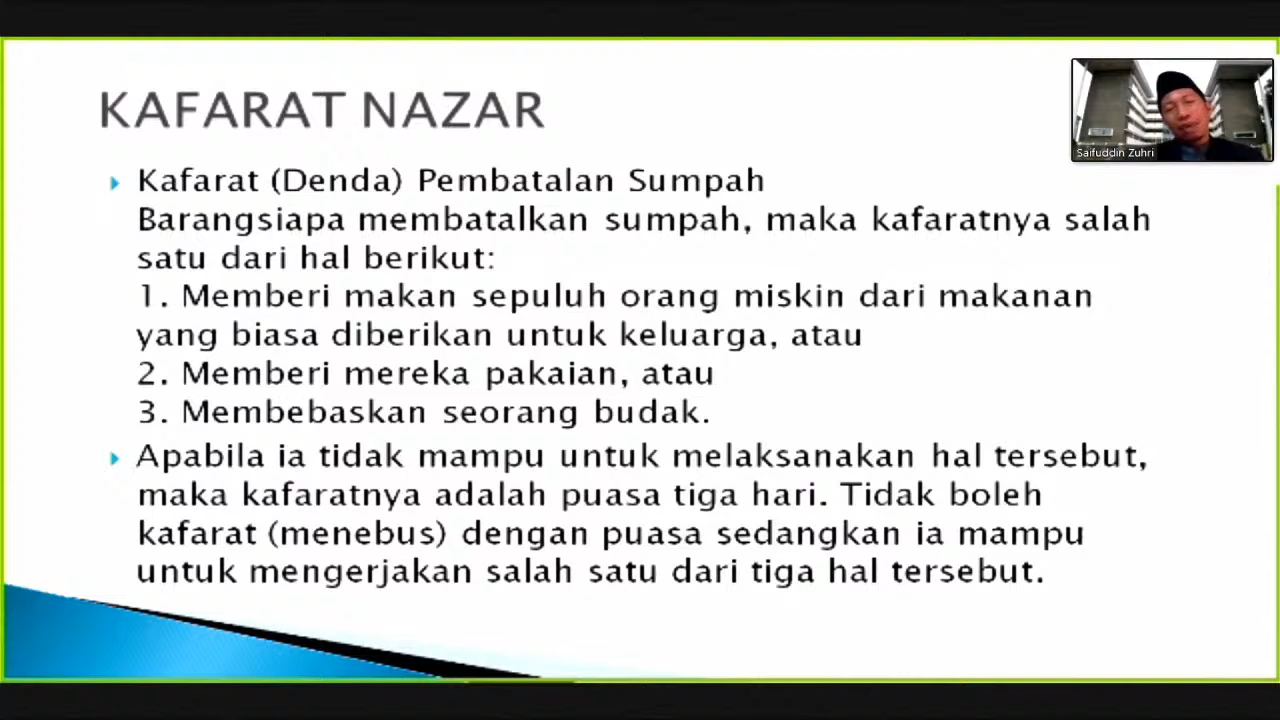 KAFARAT NAZAR
Saifuddin Zuhri
Kafarat (Denda) Pembatalan Sumpah
Barangsiapa membatalkan sumpah, maka kafaratnya salah
satu dari hal berikut:
1. Memberi makan sepuluh orang miskin dari makanan
yang biasa diberikan untuk keluarga, atau
2. Memberi mereka pakaian, atau
3. Membebaskan seorang budak.
Apabila ia tidak mampu untuk melaksanakan hal tersebut,
maka kafaratnya adalah puasa tiga hari. Tidak boleh
kafarat (menebus) dengan puasa sedangkan ia mampu
untuk mengerjakan salah satu dari tiga hal tersebut.